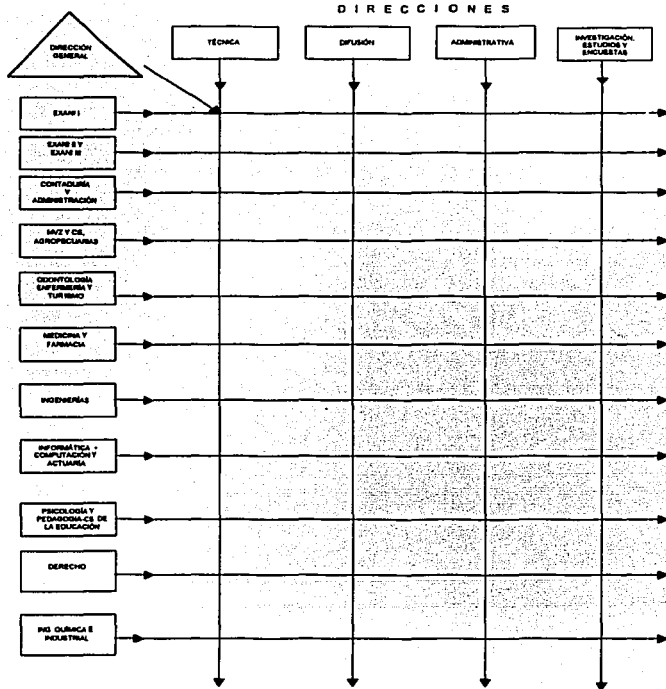 DIRECCIONES
DIRECCIÓN
GENERAL
TÉCNICA
DIFUSIÓN
ADMINISTRATIVA
INVESTIGACIÓN,
ESTUDIOS Y
ENCUESTAS
EXANI I
EXANI II Y
EXANI III
CONTADURÍA
Y
ADMINISTRACIÓN
MVZ Y CS.
AGROPECUARIAS
ODONTOLOGÍA
ENFERMERÍA Y
TURISMO
MEDICINA Y
FARMACIA
INGENIERÍAS
INFORMÁTICA -
COMPUTACIÓN Y
ACTUARÍA
PSICOLOGÍA Y
PEDAGOGÍA-CS. DE
LA EDUCACIÓN
DERECHO
ING. QUÍMICA E
INDUSTRIAL